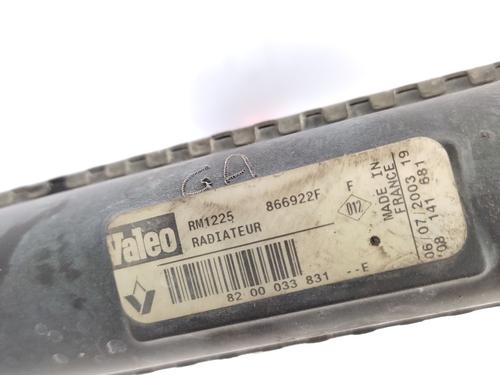 GA
Valeo
RM1225 866922F F
RADIATEUR
012
82 00 033 831 --E
MADE IN
FRANCE 19
06/07/2003
08 141 681